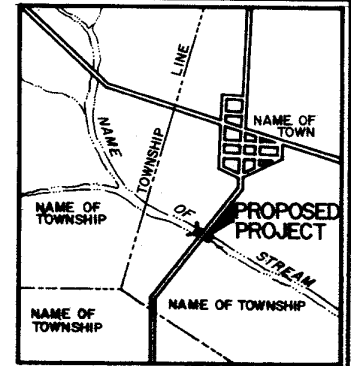 LINE
TOWNSHIP
NAME OF
TOWN
NAME
OF
STREAM
NAME OF
TOWNSHIP
PROPOSED
PROJECT
NAME OF TOWNSHIP
NAME OF
TOWNSHIP